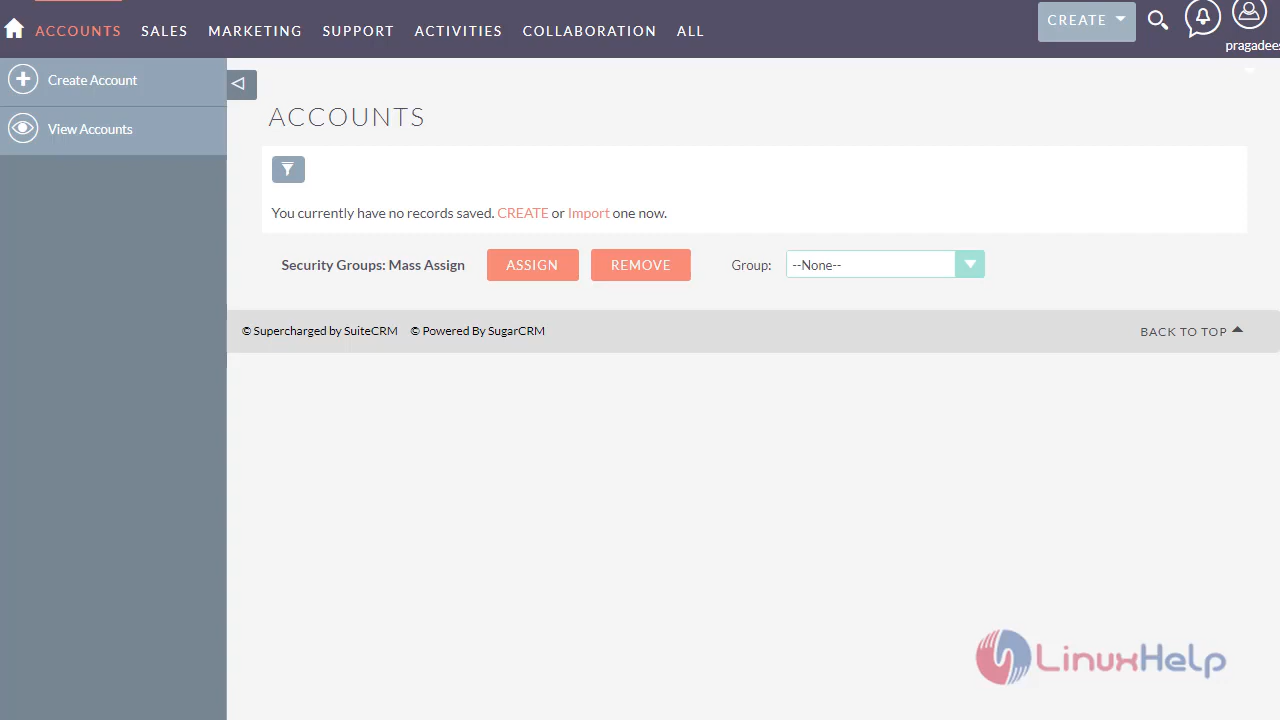 ACCOUNTS SALES MARKETING SUPPORT ACTIVITIES COLLABORATION ALL CREATE
pragadees
Create Account
View Accounts
ACCOUNTS
You currently have no records saved. CREATE or Import one now.
Security Groups: Mass Assign ASSIGN REMOVE Group: --None--
© Supercharged by SuiteCRM © Powered By SugarCRM BACK TO TOP
LinuxHelp